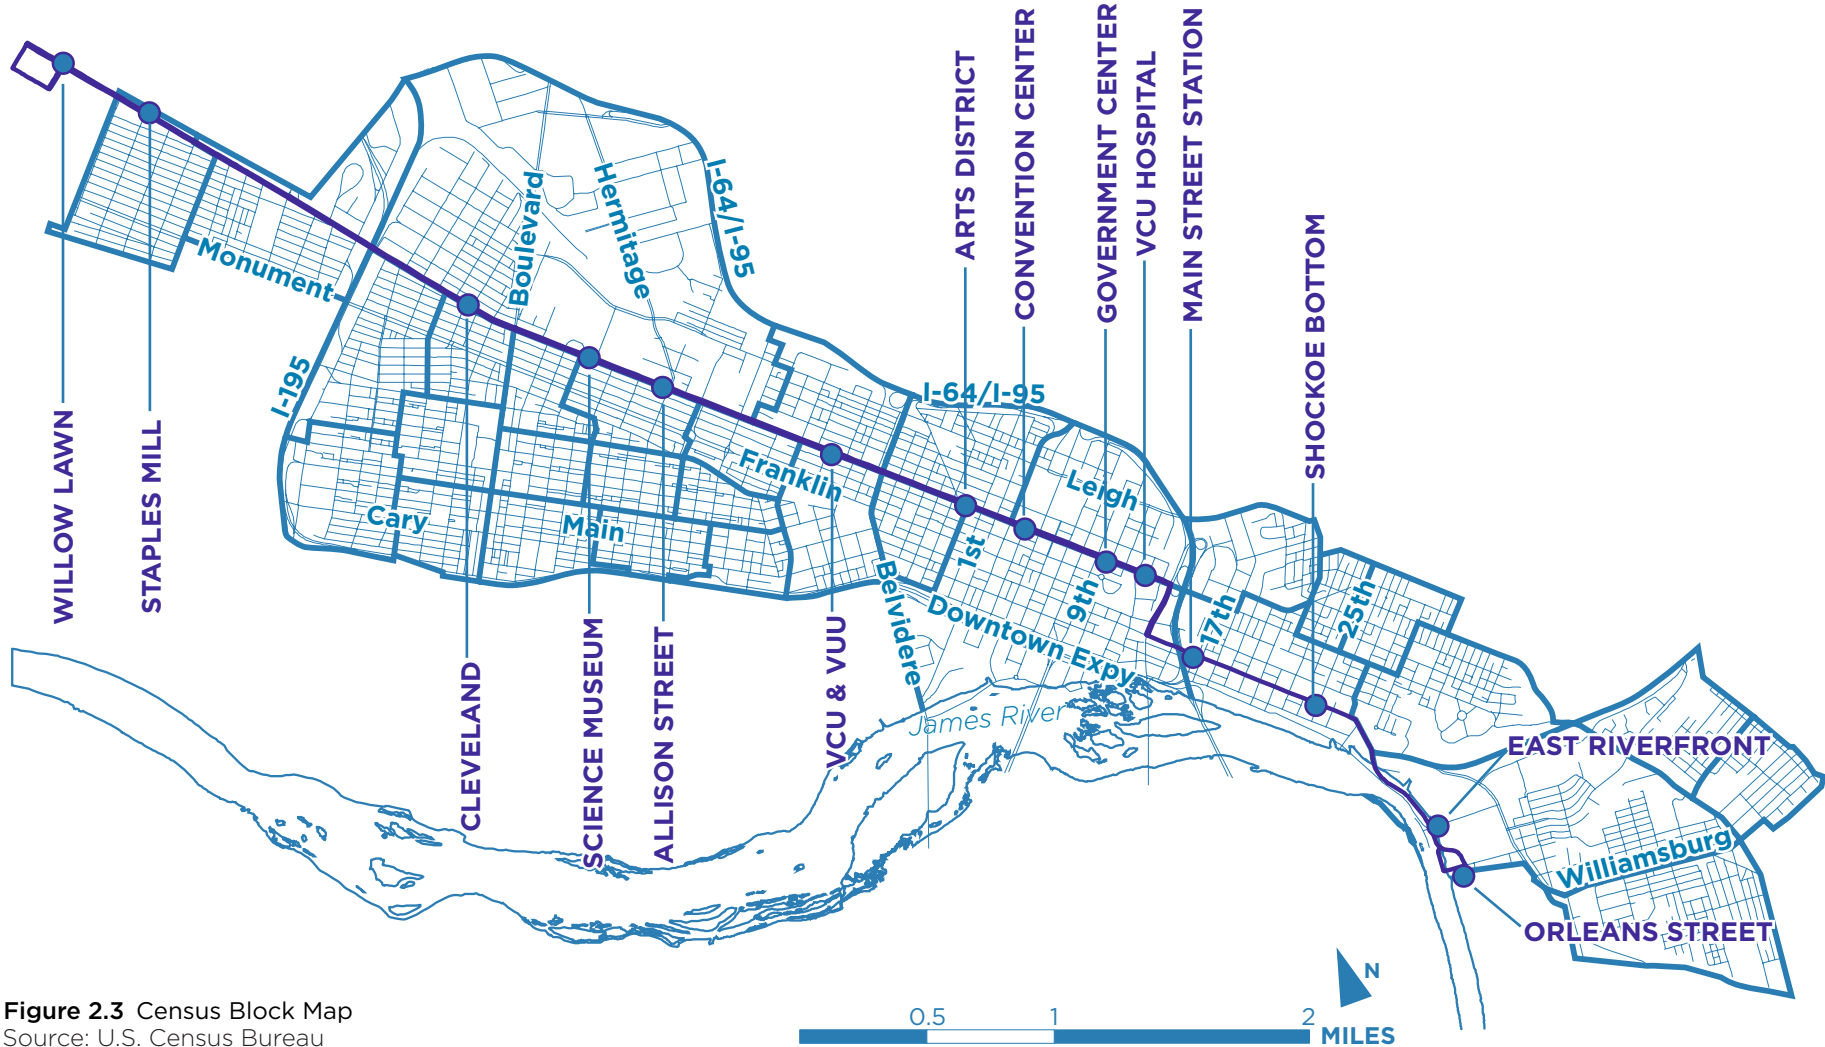 WILLOW LAWN
STAPLES MILL
CLEVELAND
SCIENCE MUSEUM
ALLISON STREET
VCU & VUU
ARTS DISTRICT
CONVENTION CENTER
GOVERNMENT CENTER
VCU HOSPITAL
MAIN STREET STATION
SHOCKOE BOTTOM
EAST RIVERFRONT
ORLEANS STREET
Monument
I-195
Boulevard
Hermitage
I-64/I-95
I-64/I-95
Cary
Main
Franklin
Belvidere
1st
Leigh
9th
Downtown Expy
17th
25th
Williamsburg
James River
N
0.5
1
2
MILES
Figure 2.3 Census Block Map
Source: U.S. Census Bureau